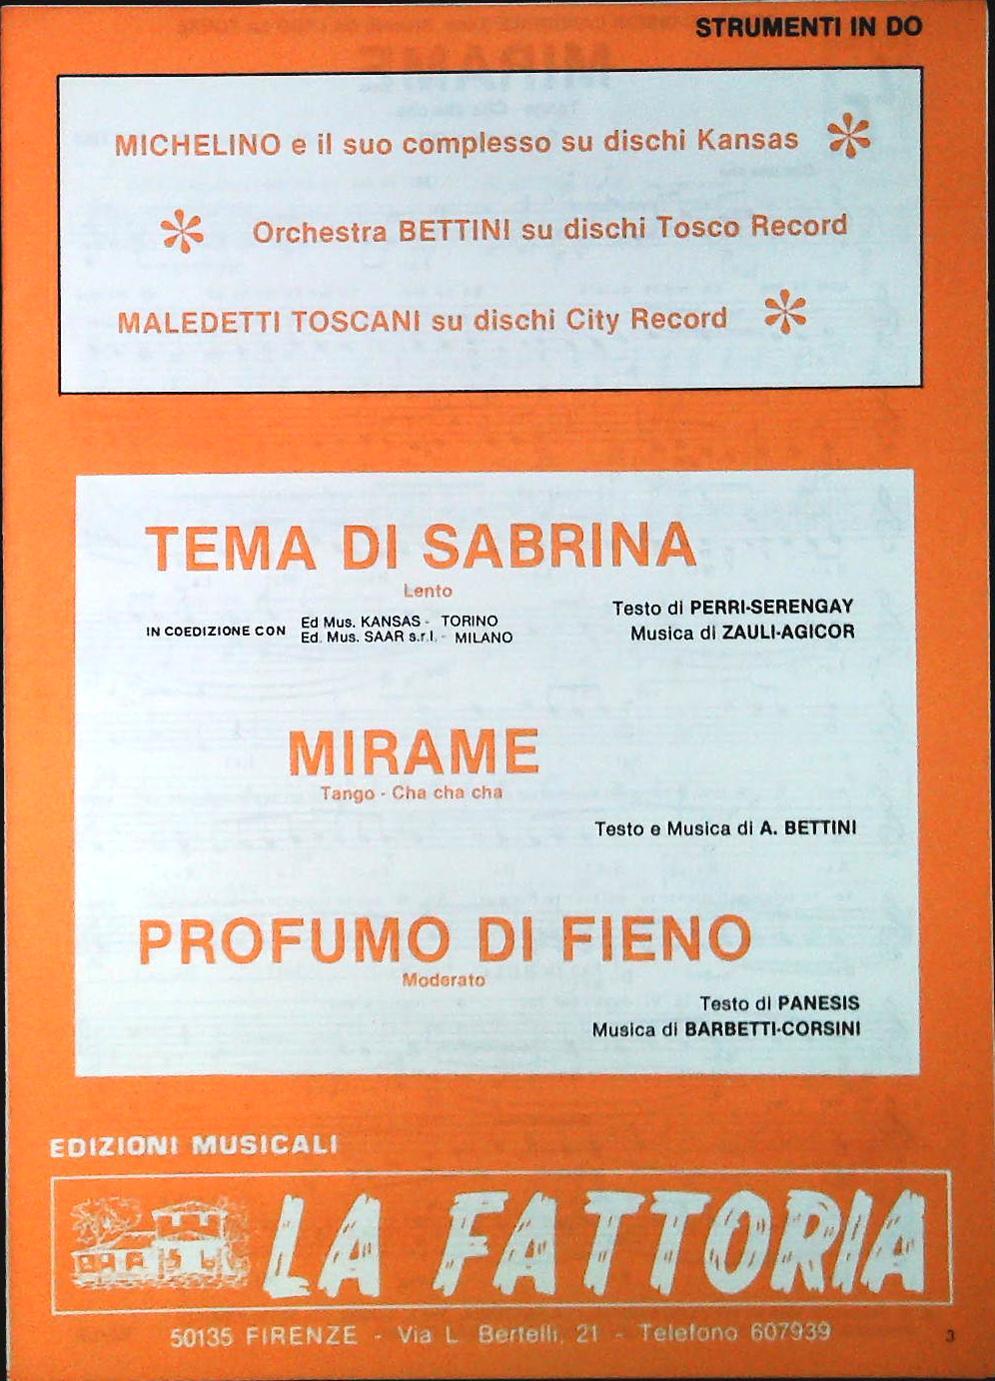 STRUMENTI IN DO
MICHELINO e il suo complesso su dischi Kansas
Orchestra BETTINI su dischi Tosco Record
MALEDETTI TOSCANI su dischi City Record
TEMA DI SABRINA
Lento
IN COEDIZIONE CON
Ed Mus. KANSAS - TORINO
Ed. Mus. SAAR s.r.l. - MILANO
Testo di PERRI-SERENGAY
Musica di ZAULI-AGICOR
MIRAME
Tango - Cha cha cha
Testo e Musica di A. BETTINI
PROFUMO DI FIENO
Moderato
Testo di PANESIS
Musica di BARBETTI-CORSINI
EDIZIONI MUSICALI
LA FATTORIA
50135 FIRENZE - Via L. Bertelli, 21 - Telefono 607939
3